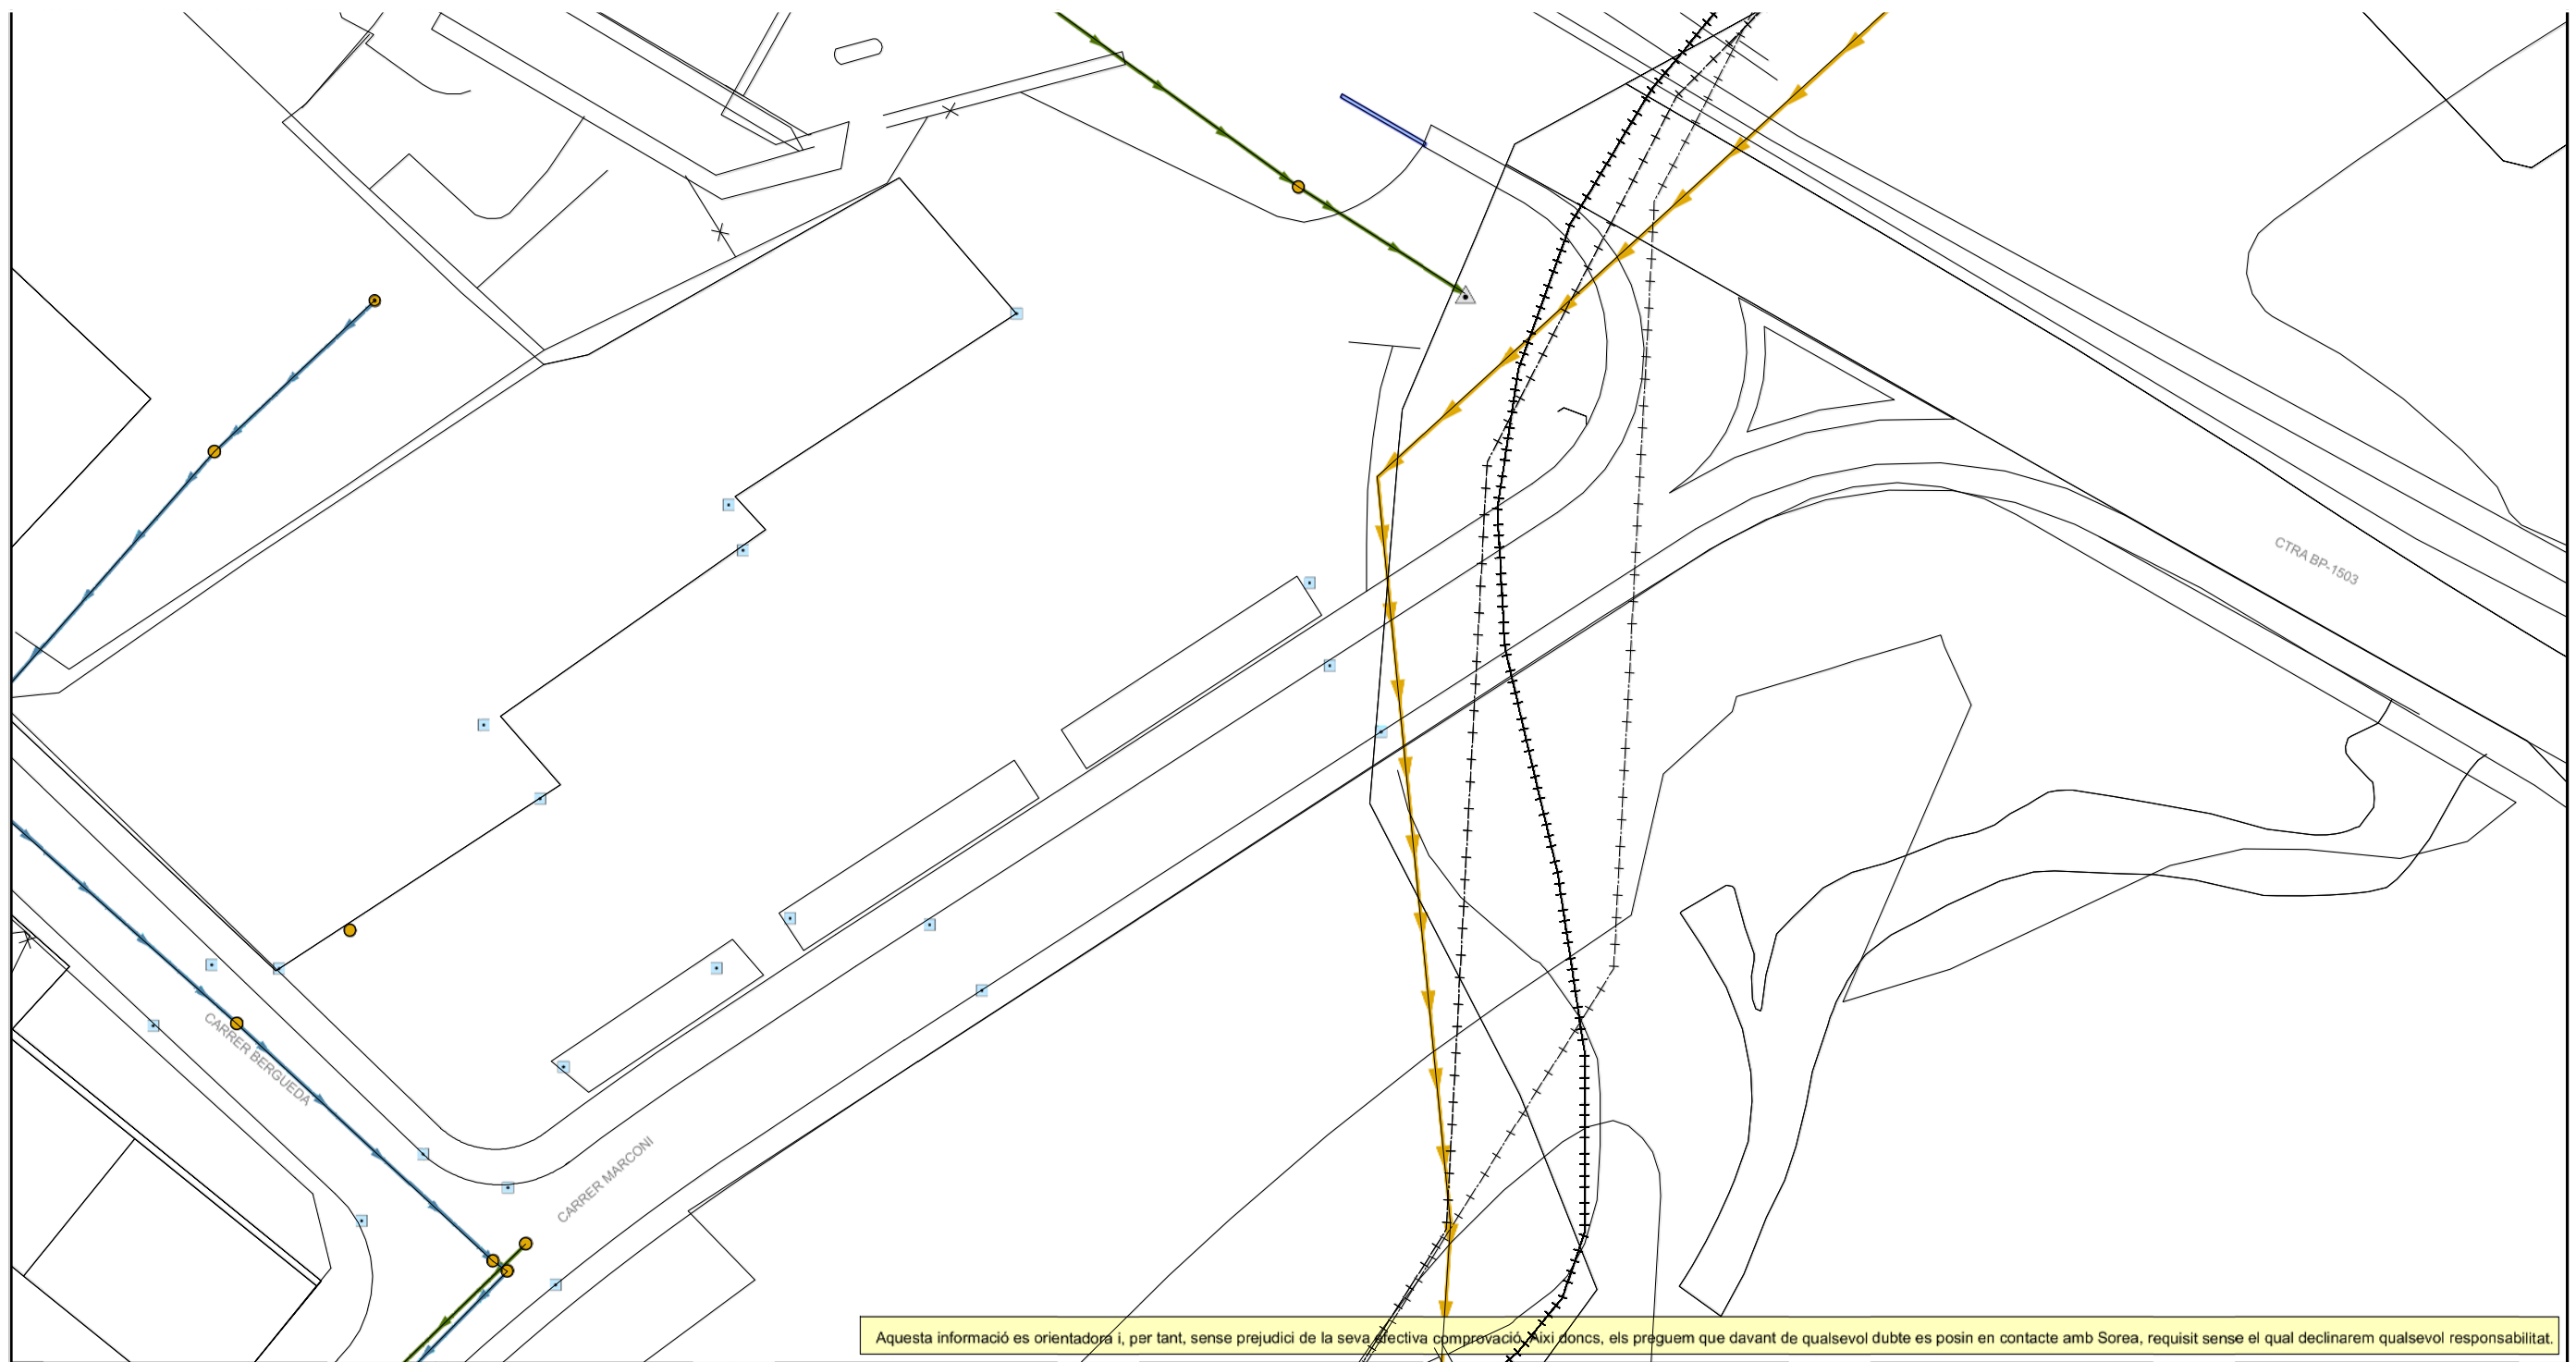 CTRA BP-1503
CARRER BERGUEDA
CARRER MARCONI
Aquesta informació es orientadora i, per tant, sense prejudici de la seva efectiva comprovació. Així doncs, els preguem que davant de qualsevol dubte es posin en contacte amb Sorea, requisit sense el qual declinarem qualsevol responsabilitat.